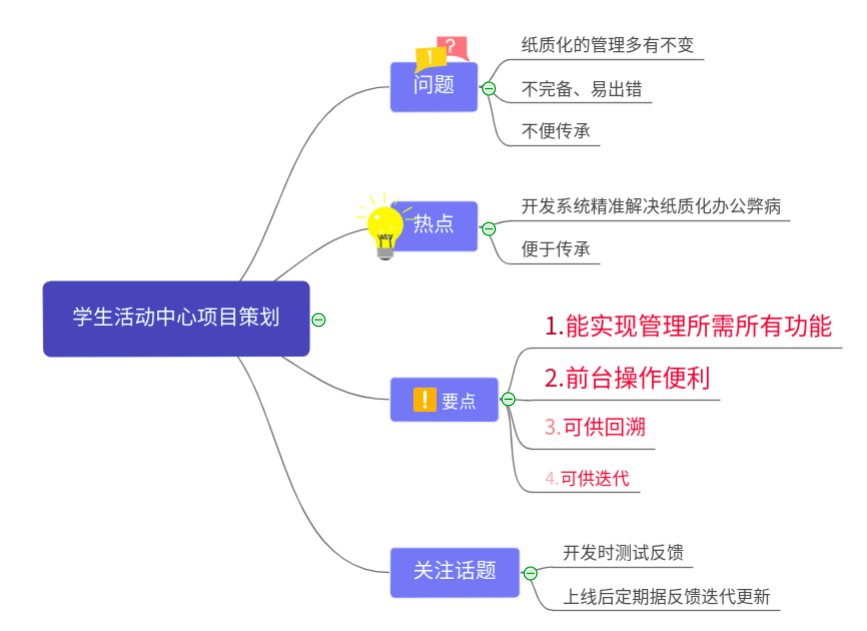 学生活动中心项目策划
问题
纸质化的管理多有不变
不完备、易出错
不便传承
热点
开发系统精准解决纸质化办公弊病
便于传承
要点
1.能实现管理所需所有功能
2.前台操作便利
3.可供回溯
4.可供迭代
关注话题
开发时测试反馈
上线后定期据反馈迭代更新